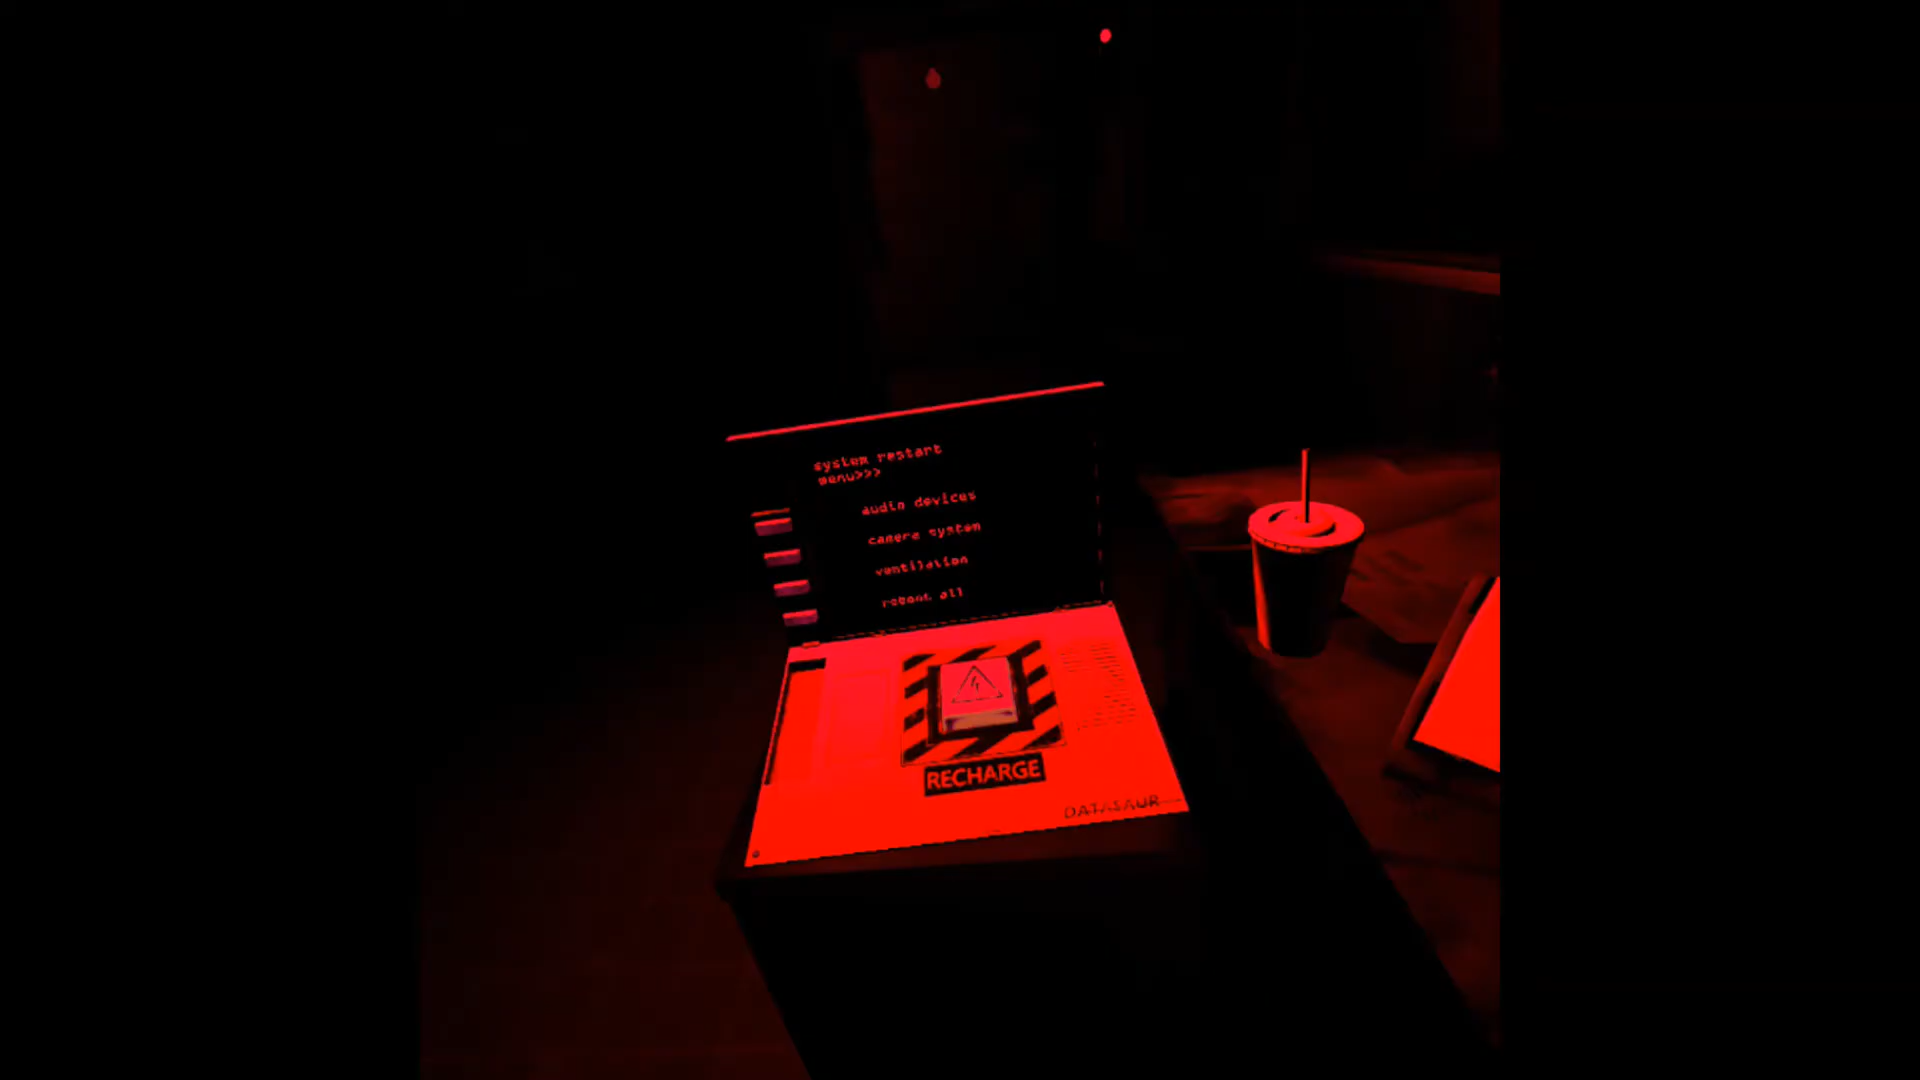 system restart
menu>>>
audio devices
camera system
ventilation
reboot all
RECHARGE
DATASAUR